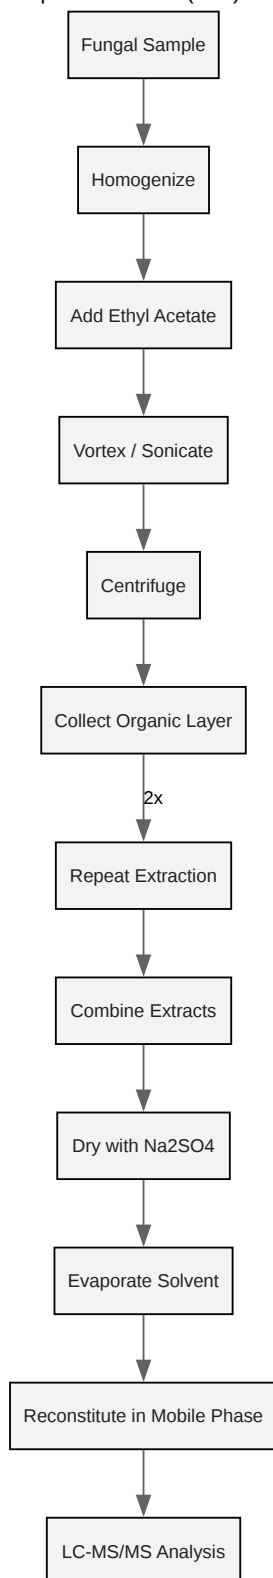 Fungal Sample
Homogenize
Add Ethyl Acetate
Vortex / Sonicate
Centrifuge
Collect Organic Layer
2x
Repeat Extraction
Combine Extracts
Dry with Na2SO4
Evaporate Solvent
Reconstitute in Mobile Phase
LC-MS/MS Analysis